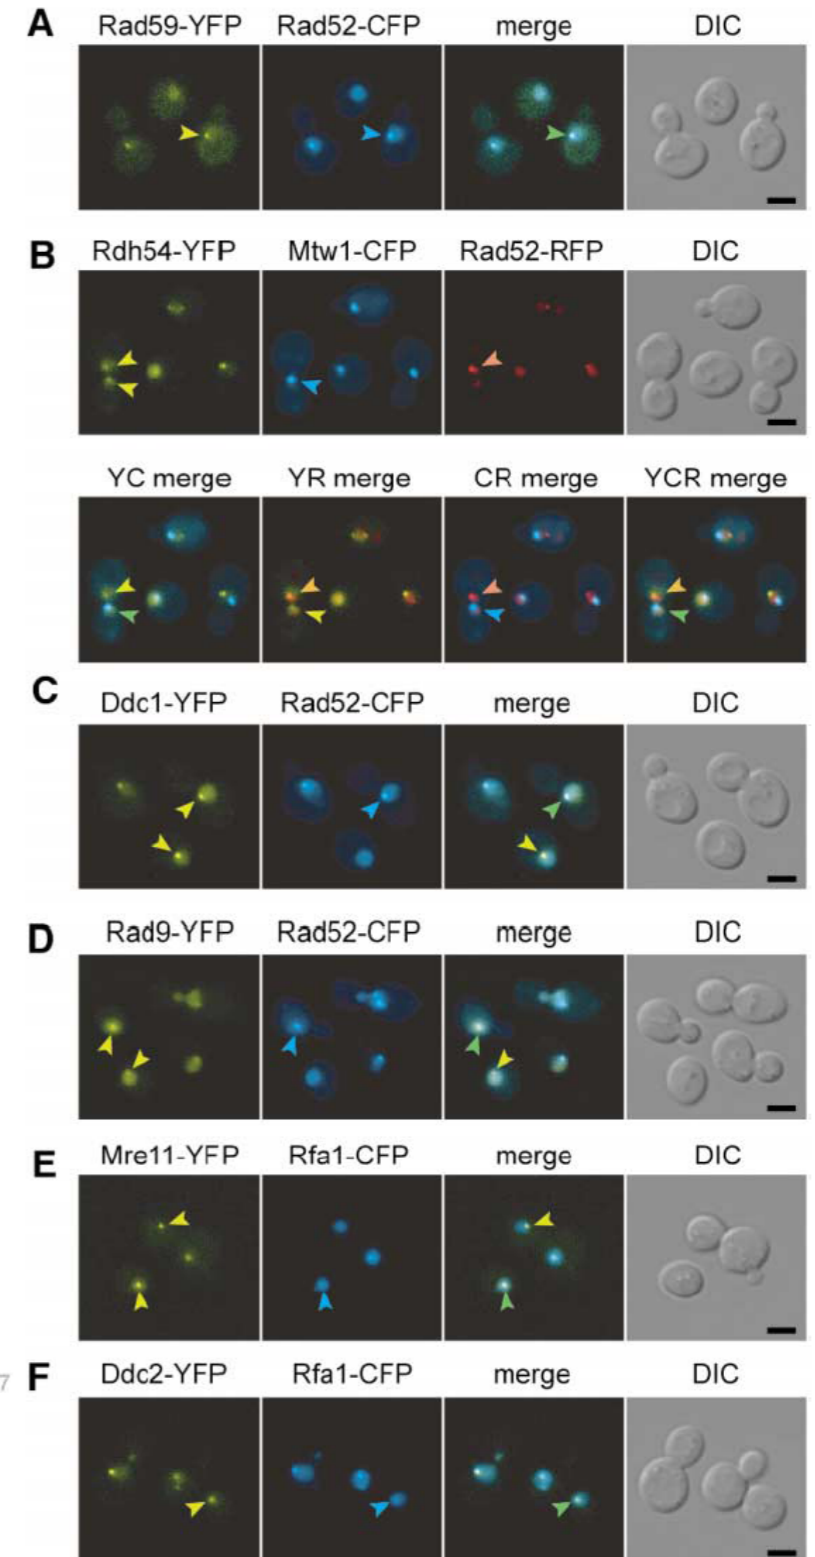 A
Rad59-YFP Rad52-CFP merge DIC
B
Rdh54-YFP Mtw1-CFP Rad52-RFP DIC
YC merge YR merge CR merge YCR merge
C
Ddc1-YFP Rad52-CFP merge DIC
D
Rad9-YFP Rad52-CFP merge DIC
E
Mre11-YFP Rfa1-CFP merge DIC
7
F
Ddc2-YFP Rfa1-CFP merge DIC